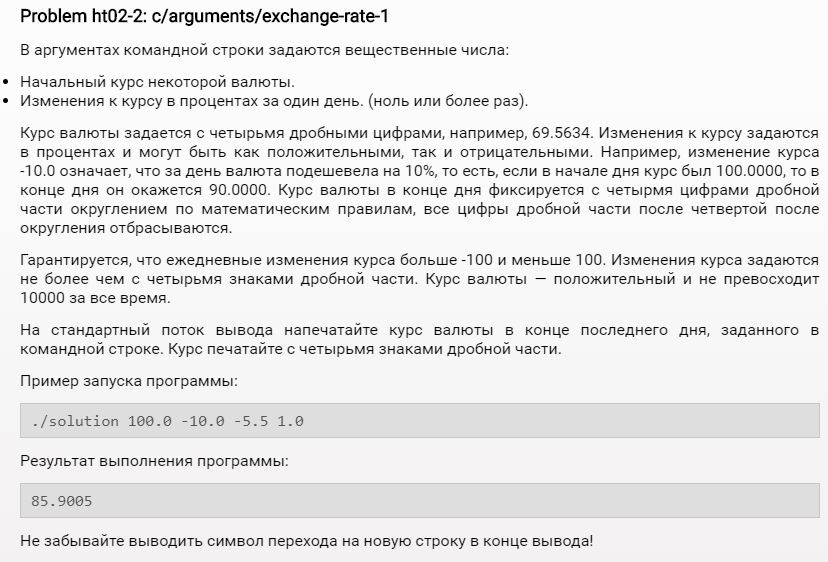 Problem ht02-2: c/arguments/exchange-rate-1
В аргументах командной строки задаются вещественные числа:
• Начальный курс некоторой валюты.
• Изменения к курсу в процентах за один день. (ноль или более раз).
Курс валюты задается с четырьмя дробными цифрами, например, 69.5634. Изменения к курсу задаются
в процентах и могут быть как положительными, так и отрицательными. Например, изменение курса
-10.0 означает, что за день валюта подешевела на 10%, то есть, если в начале дня курс был 100.0000, то в
конце дня он окажется 90.0000. Курс валюты в конце дня фиксируется с четырмя цифрами дробной
части округлением по математическим правилам, все цифры дробной части после четвертой после
округления отбрасываются.
Гарантируется, что ежедневные изменения курса больше -100 и меньше 100. Изменения курса задаются
не более чем с четырьмя знаками дробной части. Курс валюты — положительный и не превосходит
10000 за все время.
На стандартный поток вывода напечатайте курс валюты в конце последнего дня, заданного в
командной строке. Курс печатайте с четырьмя знаками дробной части.
Пример запуска программы:
./solution 100.0 -10.0 -5.5 1.0
Результат выполнения программы:
85.9005
Не забывайте выводить символ перехода на новую строку в конце вывода!